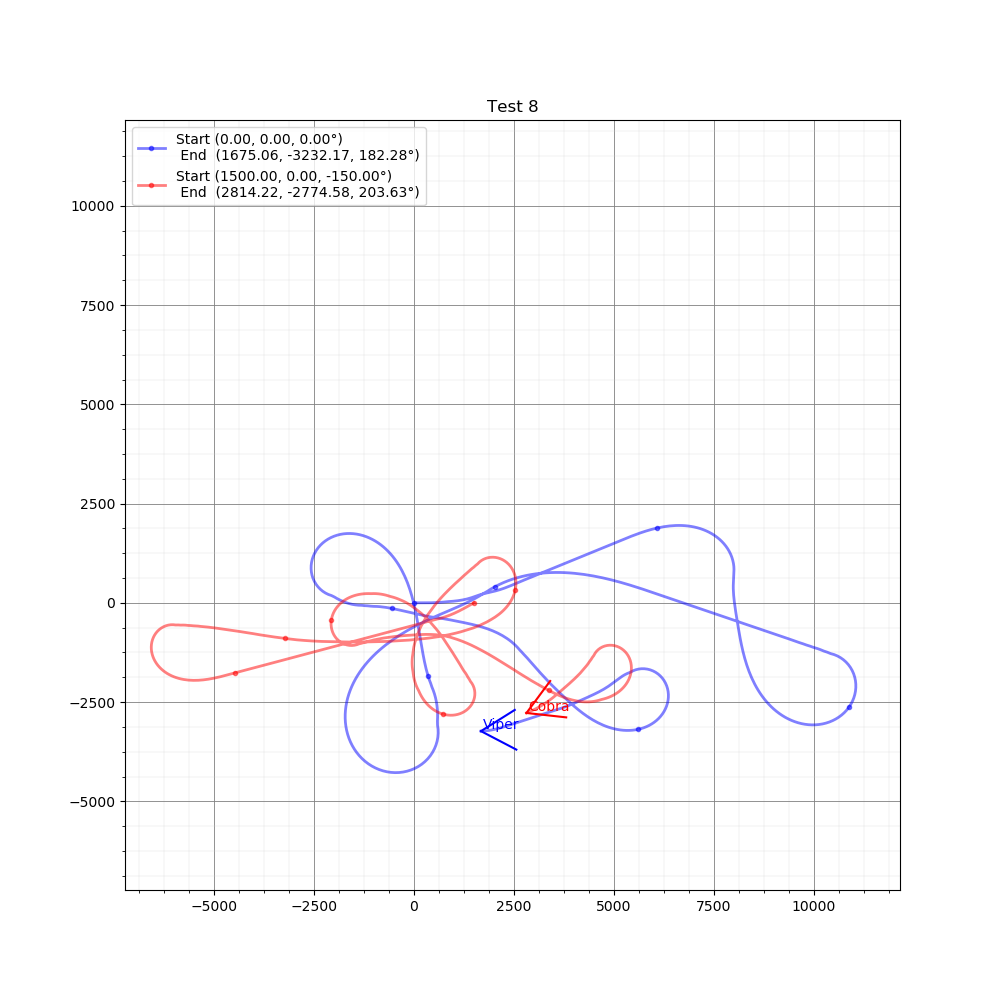 Test 8
Start (0.00, 0.00, 0.00°)
End  (1675.06, -3232.17, 182.28°)
Start (1500.00, 0.00, -150.00°)
End  (2814.22, -2774.58, 203.63°)
10000
7500
5000
2500
0
−2500
−5000
Cobra
Viper
−5000 −2500 0 2500 5000 7500 10000